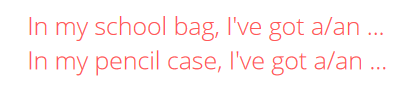 In my school bag, I've got a/an ...
In my pencil case, I've got a/an ...